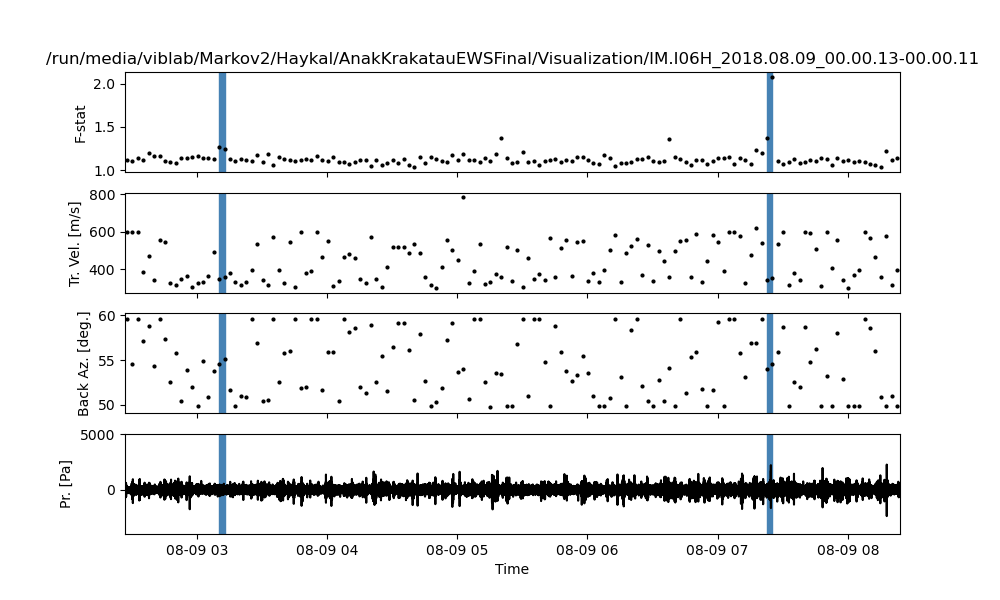 /run/media/viblab/Markov2/Haykal/AnakKrakatauEWSFinal/Visualization/IM.I06H_2018.08.09_00.00.13-00.00.11
2.0
1.5
1.0
F-stat
800
600
400
Tr. Vel. [m/s]
60
55
50
Back Az. [deg.]
5000
0
Pr. [Pa]
08-09 03 08-09 04 08-09 05 08-09 06 08-09 07 08-09 08
Time